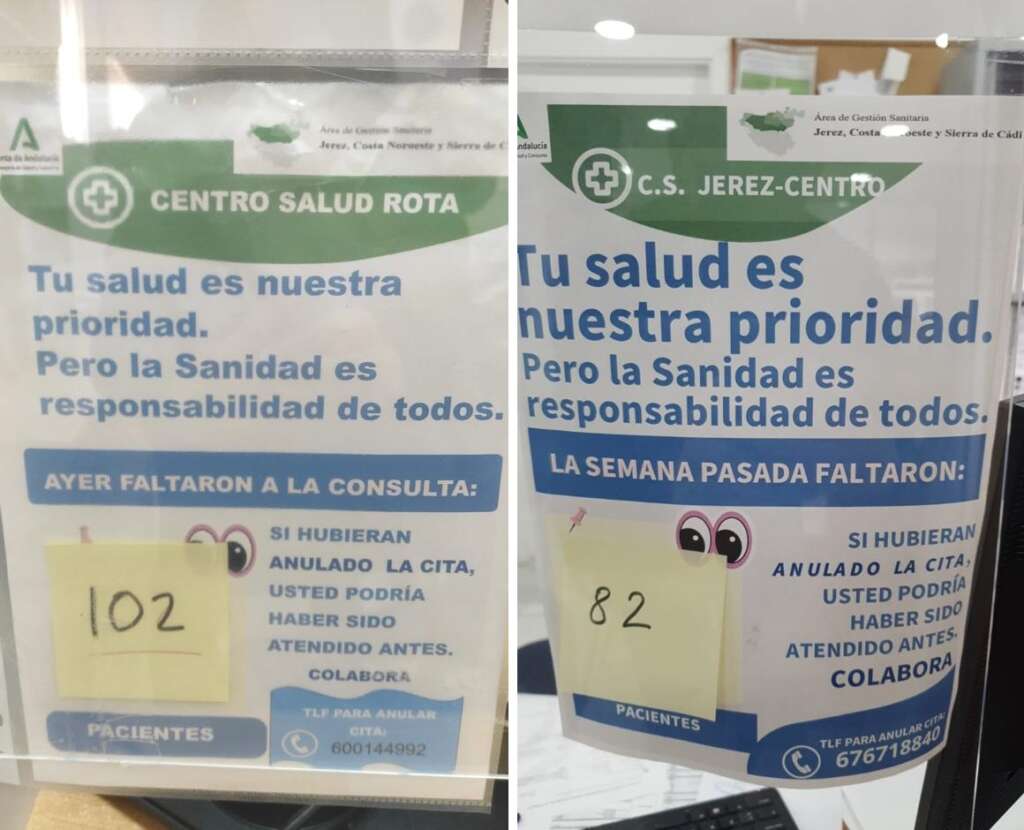 Área de Gestión Sanitaria
Jerez, Costa Noroeste y Sierra de C
CENTRO SALUD ROTA
Tu salud es nuestra
prioridad.
Pero la Sanidad es
responsabilidad de todos.
AYER FALTARON A LA CONSULTA:
102
SI HUBIERAN
ANULADO LA CITA,
USTED PODRÍA
HABER SIDO
ATENDIDO ANTES.
COLABORA
PACIENTES
TLF PARA ANULAR
CITA:
600144992
Área de Gestión Sanitaria
Jerez, Costa Noroeste y Sierra de Cádi
C.S. JEREZ-CENTRO
Tu salud es
nuestra prioridad.
Pero la Sanidad es
responsabilidad de todos.
LA SEMANA PASADA FALTARON:
82
SI HUBIERAN
ANULADO LA CITA,
USTED PODRÍA
HABER SIDO
ATENDIDO ANTES.
COLABORA
PACIENTES
TLF PARA ANULAR CITA:
676718840